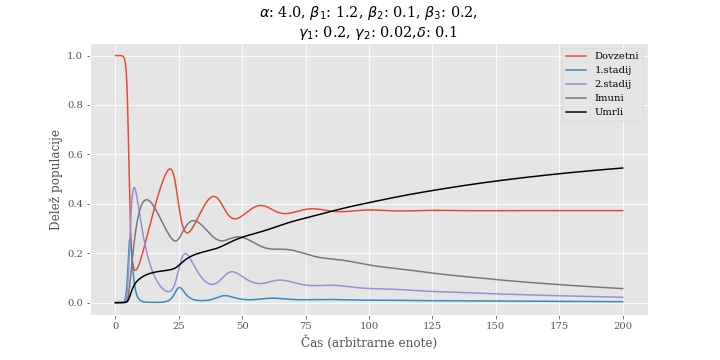 α: 4.0, β₁: 1.2, β₂: 0.1, β₃: 0.2,
γ₁: 0.2, γ₂: 0.02,δ: 0.1
Delež populacije
1.0
0.8
0.6
0.4
0.2
0.0
Dovzetni
1.stadij
2.stadij
Imuni
Umrli
0 25 50 75 100 125 150 175 200
Čas (arbitrarne enote)